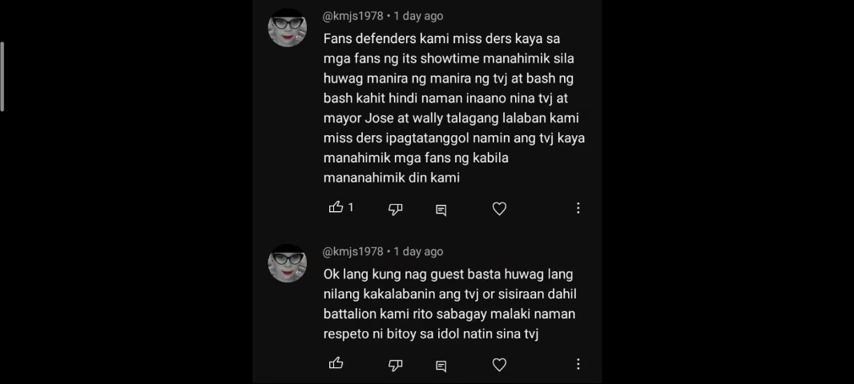 @kmjs1978 • 1 day ago
Fans defenders kami miss ders kaya sa
mga fans ng its showtime manahimik sila
huwag manira ng manira ng tvj at bash ng
bash kahit hindi naman inaano nina tvj at
mayor Jose at wally talagang lalaban kami
miss ders ipagtatanggol namin ang tvj kaya
manahimik mga fans ng kabila
mananahimik din kami
1
@kmjs1978 • 1 day ago
Ok lang kung nag guest basta huwag lang
nilang kakalabanin ang tvj or sisiraan dahil
battalion kami rito sabagay malaki naman
respeto ni bitoy sa idol natin sina tvj